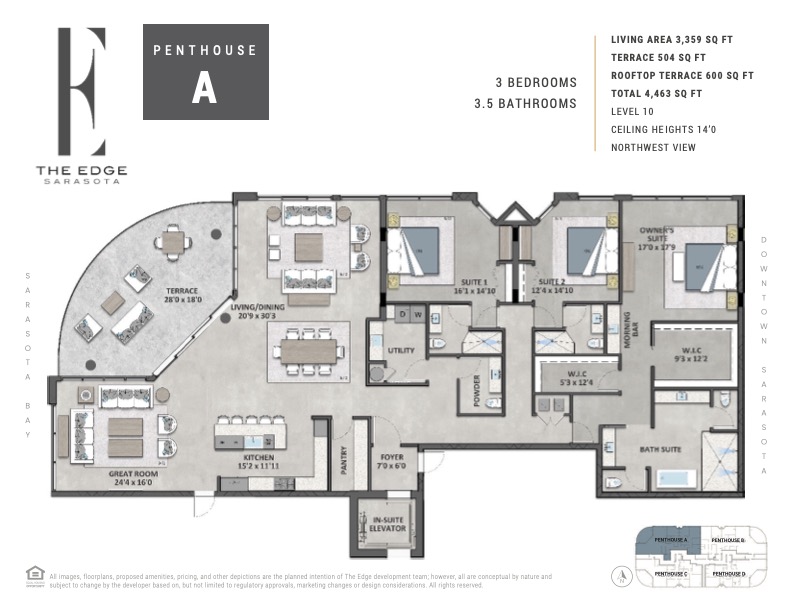 E
THE EDGE
SARASOTA
PENTHOUSE
A
3 BEDROOMS
3.5 BATHROOMS
LIVING AREA 3,359 SQ FT
TERRACE 504 SQ FT
ROOFTOP TERRACE 600 SQ FT
TOTAL 4,463 SQ FT
LEVEL 10
CEILING HEIGHTS 14'0
NORTHWEST VIEW
SARASOTA BAY
DOWNTOWN SARASOTA
TERRACE
28'0 x 18'0
LIVING/DINING
20'9 x 30'3
SUITE 1
16'1 x 14'10
SUITE 2
12'4 x 14'10
OWNER'S
SUITE
17'0 x 17'9
D W
UTILITY
POWDER
MORNING
BAR
W.I.C
9'3 x 12'2
W.I.C
5'3 x 12'4
BATH SUITE
GREAT ROOM
24'4 x 16'0
KITCHEN
15'2 x 11'11
PANTRY
FOYER
7'0 x 6'0
IN-SUITE
ELEVATOR
PENTHOUSE A
PENTHOUSE B
PENTHOUSE C
PENTHOUSE D
All images, floorplans, proposed amenities, pricing, and other depictions are the planned intention of The Edge development team; however, all are conceptual by nature and
subject to change by the developer based on, but not limited to regulatory approvals, marketing changes or design considerations. All rights reserved.